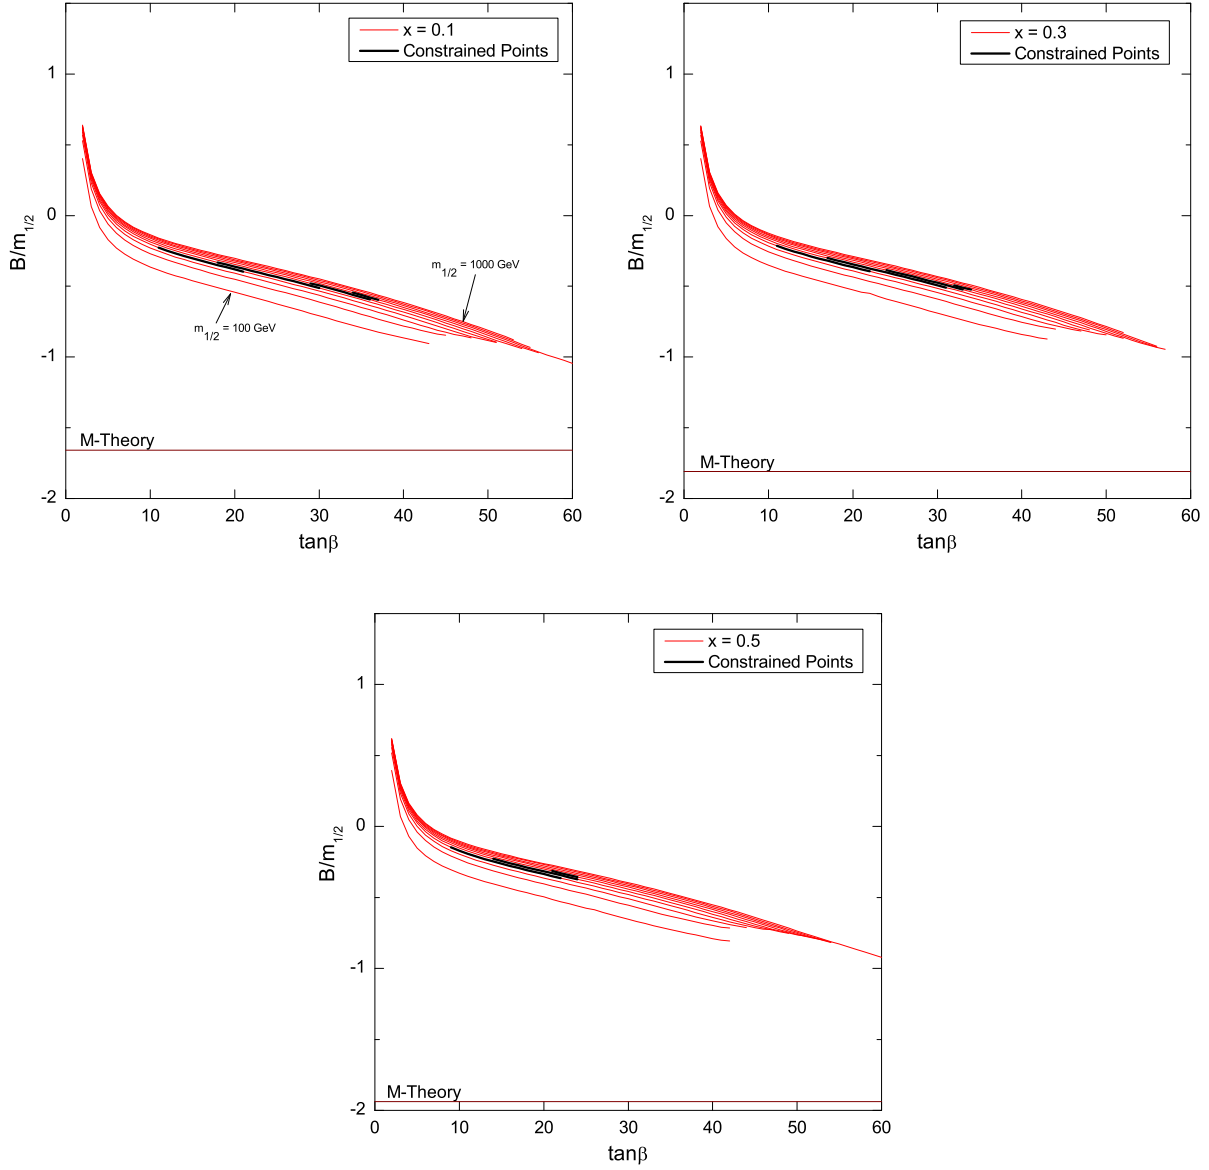 x = 0.1
Constrained Points
1
0
-1
-2
B/m1/2
m1/2 = 1000 GeV
m1/2 = 100 GeV
M-Theory
0 10 20 30 40 50 60
tanβ
x = 0.3
Constrained Points
1
0
-1
-2
B/m1/2
M-Theory
0 10 20 30 40 50 60
tanβ
x = 0.5
Constrained Points
1
0
-1
-2
B/m1/2
M-Theory
0 10 20 30 40 50 60
tanβ